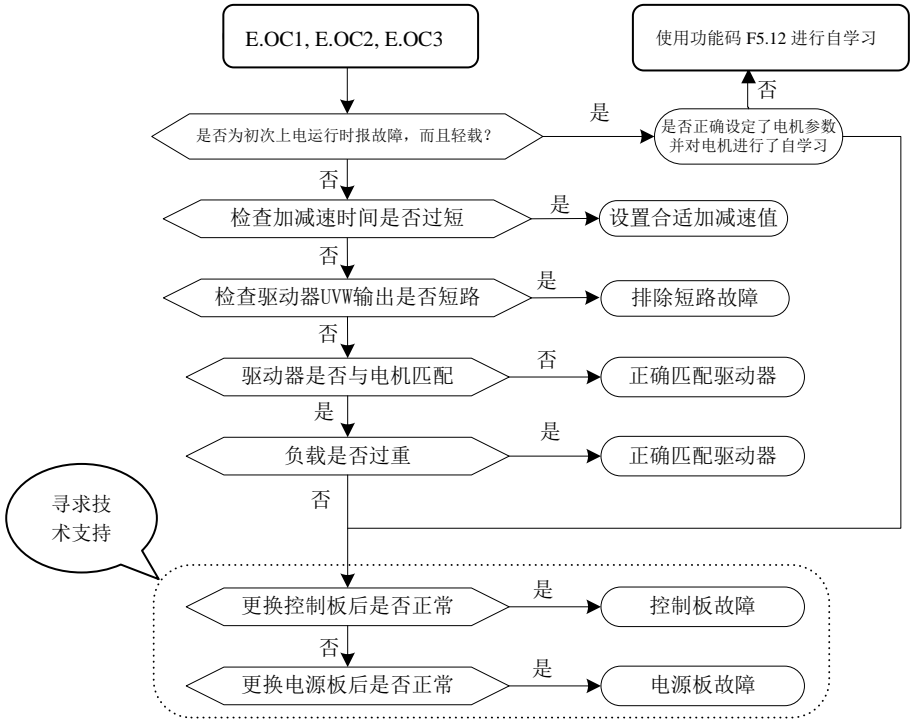 E.OC1, E.OC2, E.OC3
使用功能码 F5.12 进行自学习
否
是否为初次上电运行时报故障，而且轻载？
是
是否正确设定了电机参数
并对电机进行了自学习
否
检查加减速时间是否过短
是
设置合适加减速值
否
检查驱动器UVW输出是否短路
是
排除短路故障
否
驱动器是否与电机匹配
否
正确匹配驱动器
是
负载是否过重
是
正确匹配驱动器
否
寻求技
术支持
更换控制板后是否正常
是
控制板故障
否
更换电源板后是否正常
是
电源板故障